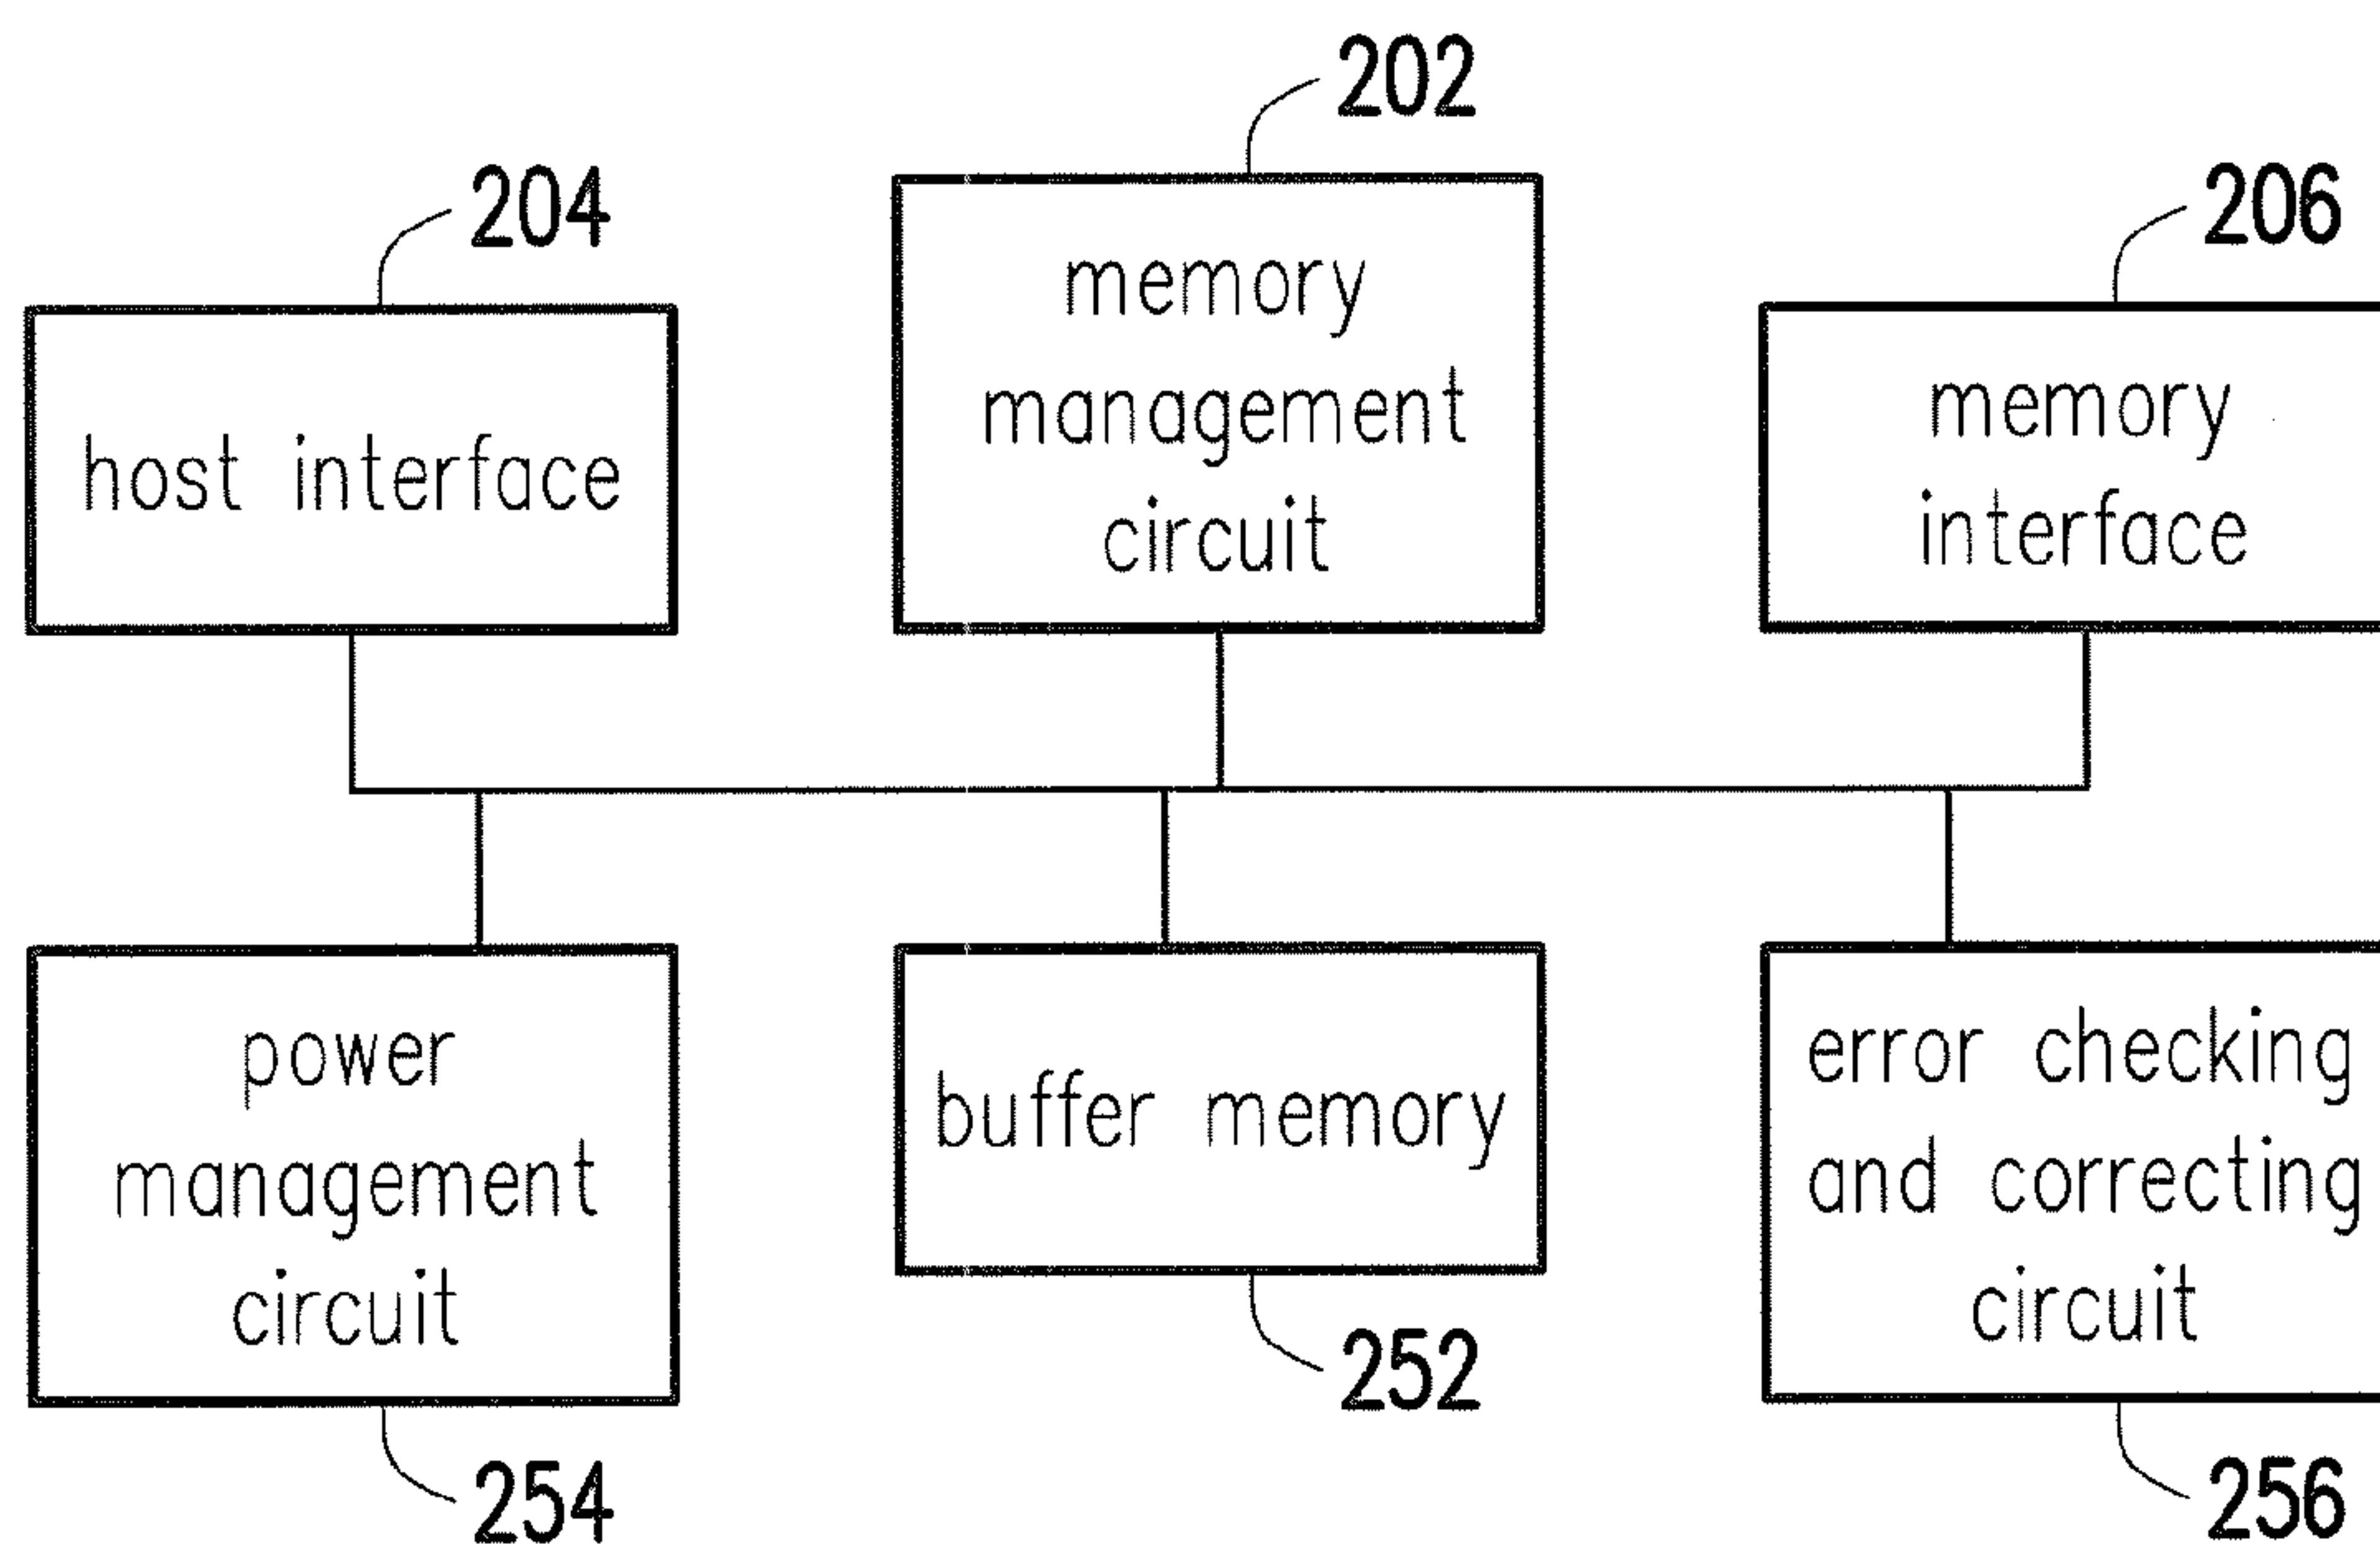 202
204
206
memory
management
circuit
host interface
memory
interface
power
management
circuit
buffer memory
error checking
and correcting
circuit
252
254
256